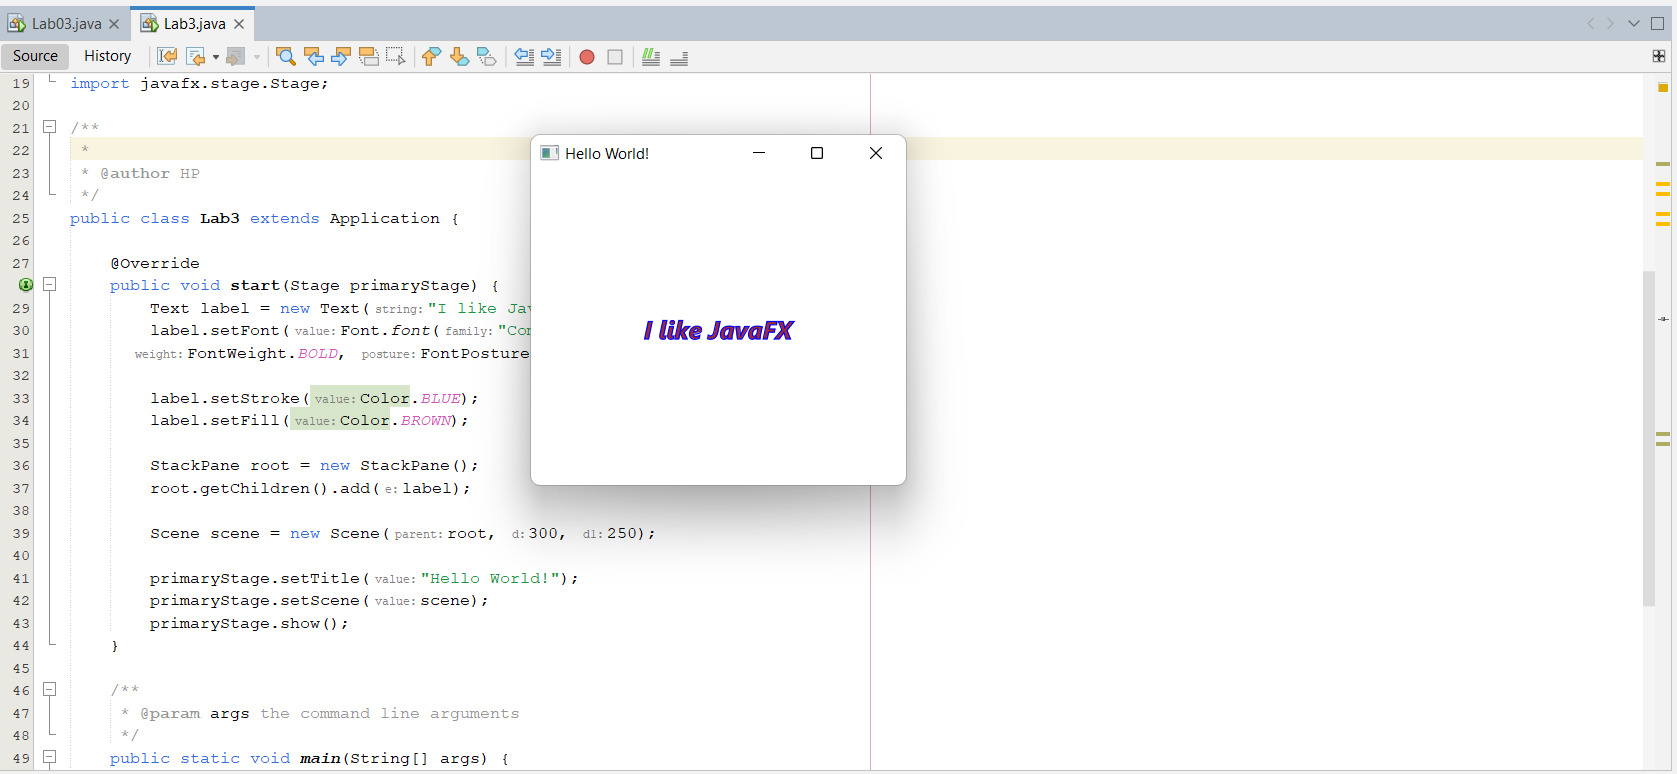 Lab03.java
Lab3.java
Source History
19 import javafx.stage.Stage;
20
21 /**
22 *
23 * @author HP
24 */
25 public class Lab3 extends Application {
26
27 @Override
public void start(Stage primaryStage) {
29 Text label = new Text(string:"I like Jav
30 label.setFont(value:Font.font(family:"Cor
31 weight:FontWeight.BOLD, posture:FontPosture
32
33 label.setStroke(value:Color.BLUE);
34 label.setFill(value:Color.BROWN);
35
36 StackPane root = new StackPane();
37 root.getChildren().add(e:label);
38
39 Scene scene = new Scene(parent:root, d:300, d1:250);
40
41 primaryStage.setTitle(value:"Hello World!");
42 primaryStage.setScene(value:scene);
43 primaryStage.show();
44 }
45
46 /**
47 * @param args the command line arguments
48 */
49 public static void main(String[] args) {
Hello World!
I like JavaFX